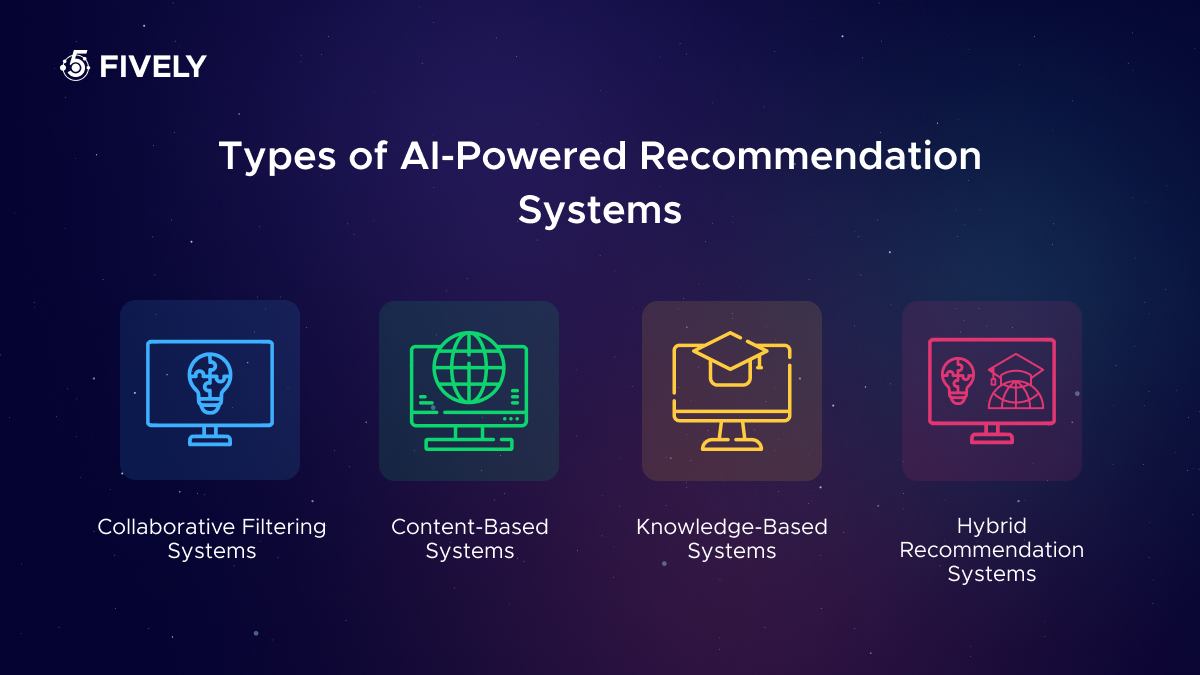 FIVELY
Types of AI-Powered Recommendation
Systems
Collaborative Filtering
Systems
Content-Based
Systems
Knowledge-Based
Systems
Hybrid
Recommendation
Systems